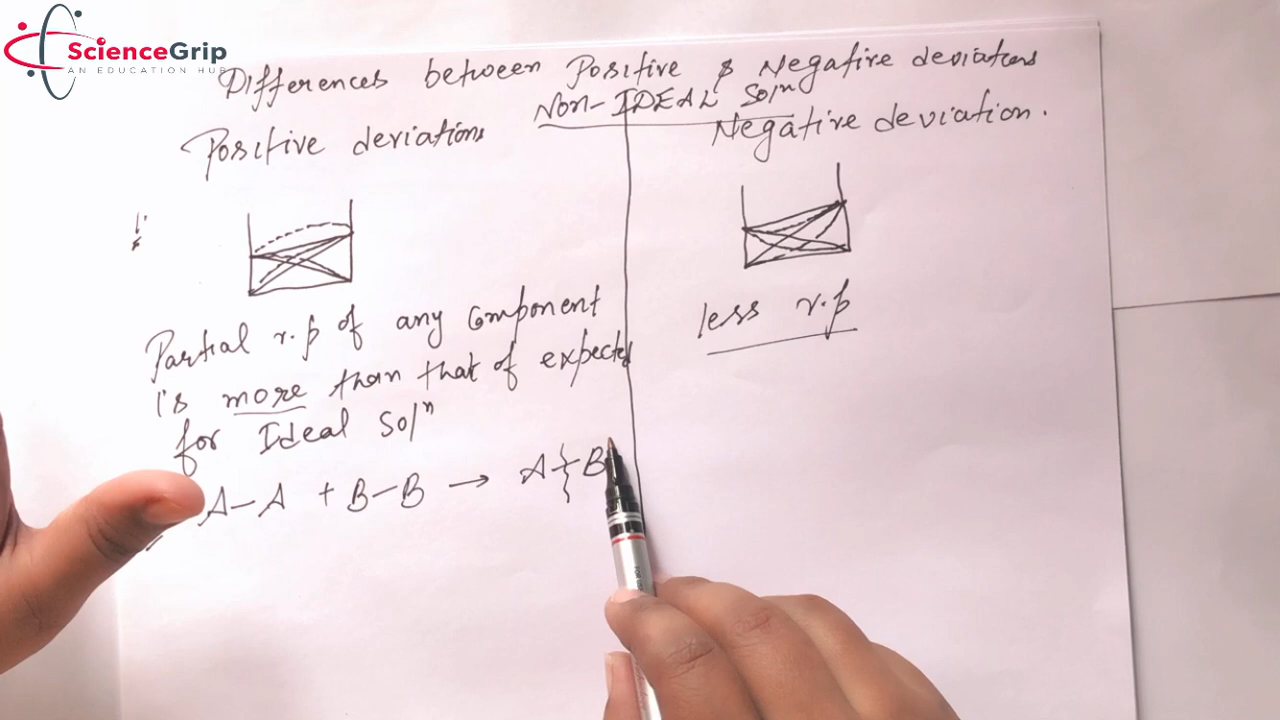 ScienceGrip
AN EDUCATION HUB
Differences between Positive & Negative deviations
NON-IDEAL Solⁿ
Positive deviations
Negative deviation.
Partial v.p of any component
is more than that of expected
for Ideal Solⁿ
A-A + B-B → A-B
less v.p